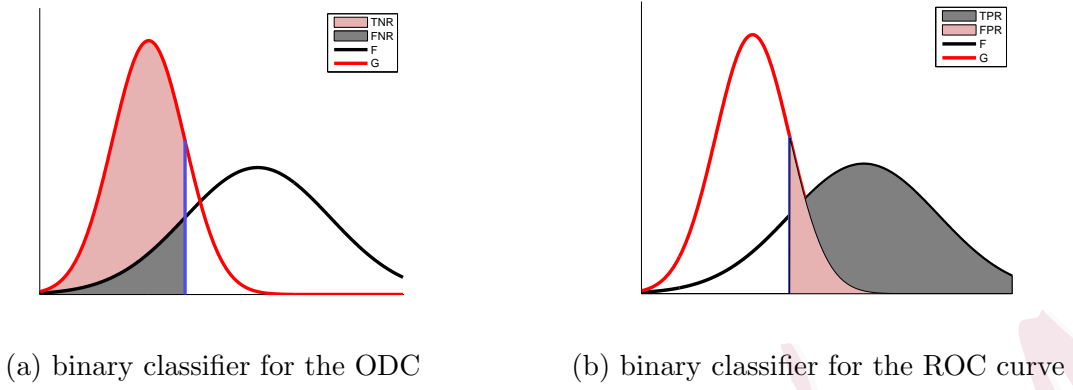 TNR
FNR
F
G
TPR
FPR
F
G
(a) binary classifier for the ODC
(b) binary classifier for the ROC curve